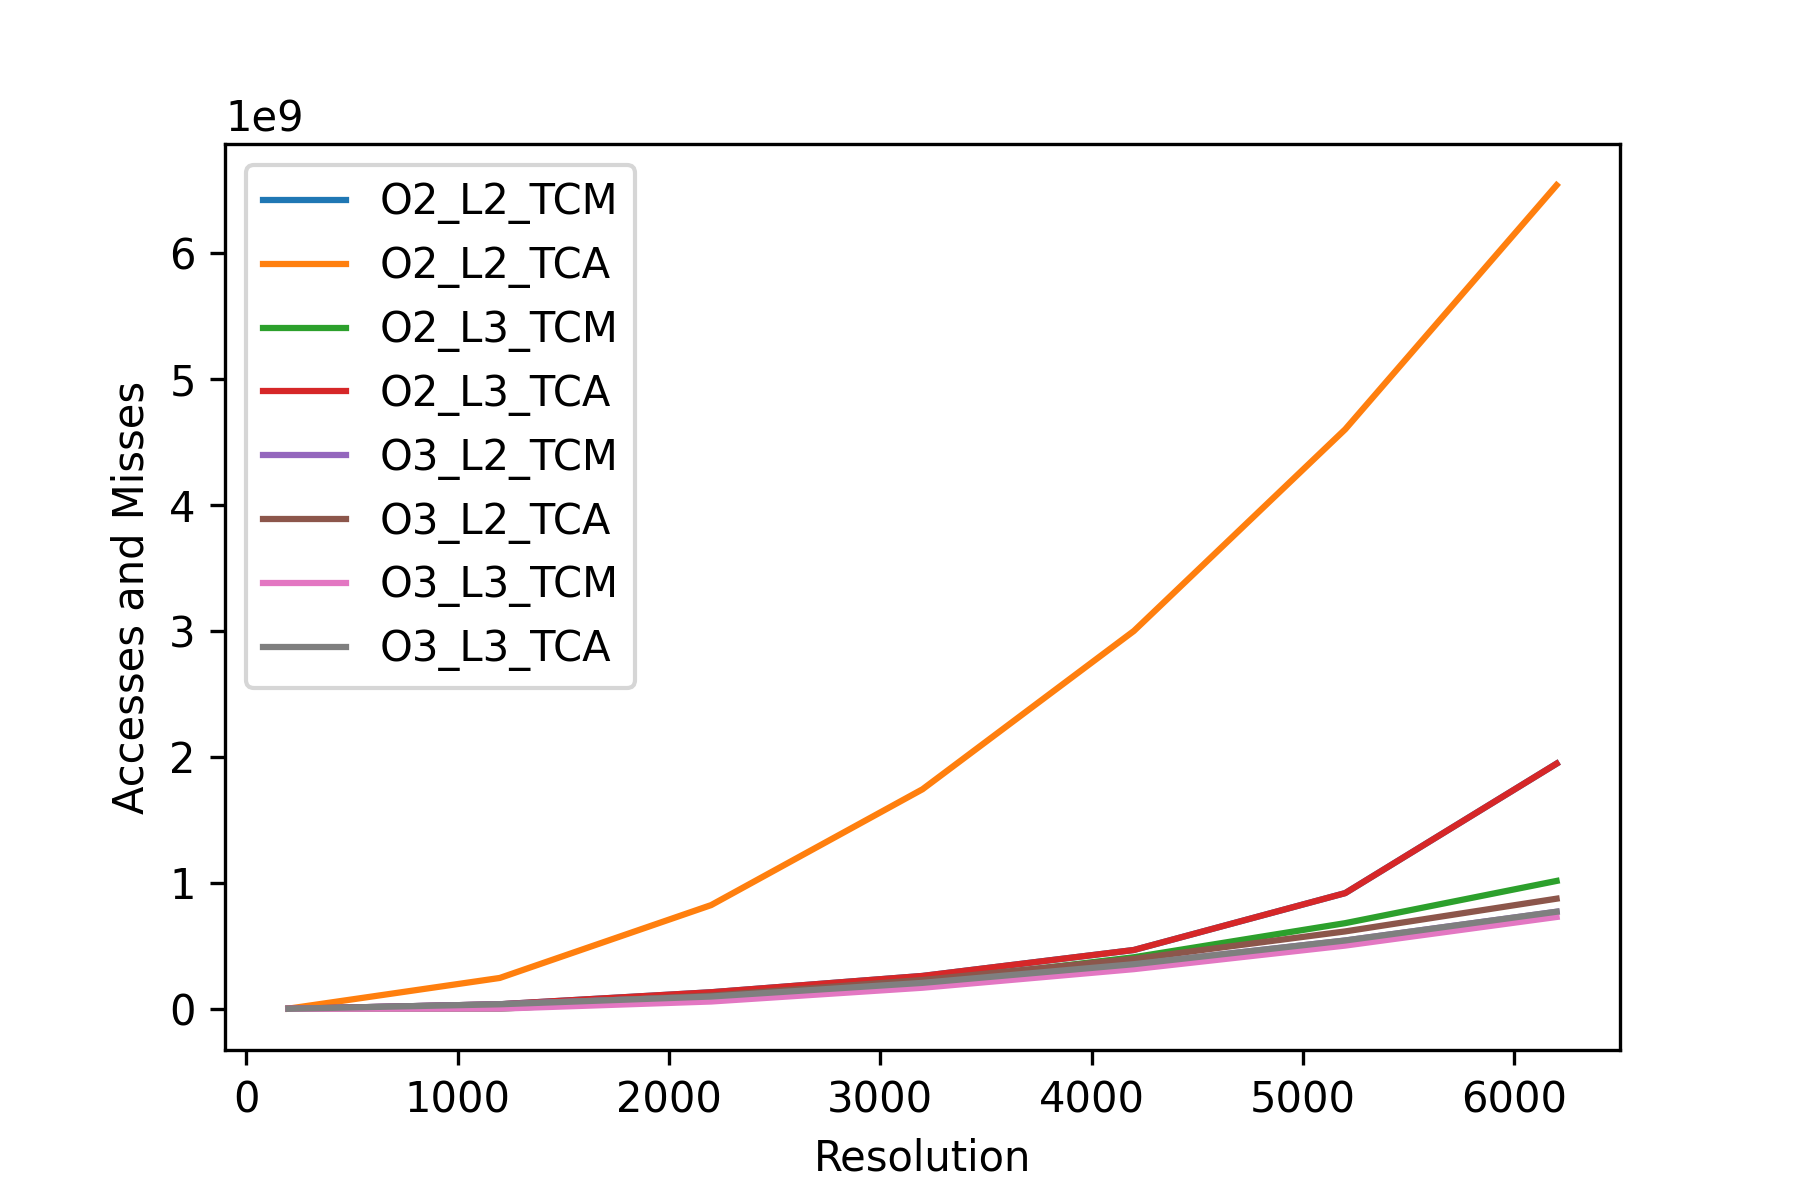 1e9
O2_L2_TCM
O2_L2_TCA
O2_L3_TCM
O2_L3_TCA
O3_L2_TCM
O3_L2_TCA
O3_L3_TCM
O3_L3_TCA
6
5
4
3
2
1
0
Accesses and Misses
0 1000 2000 3000 4000 5000 6000
Resolution